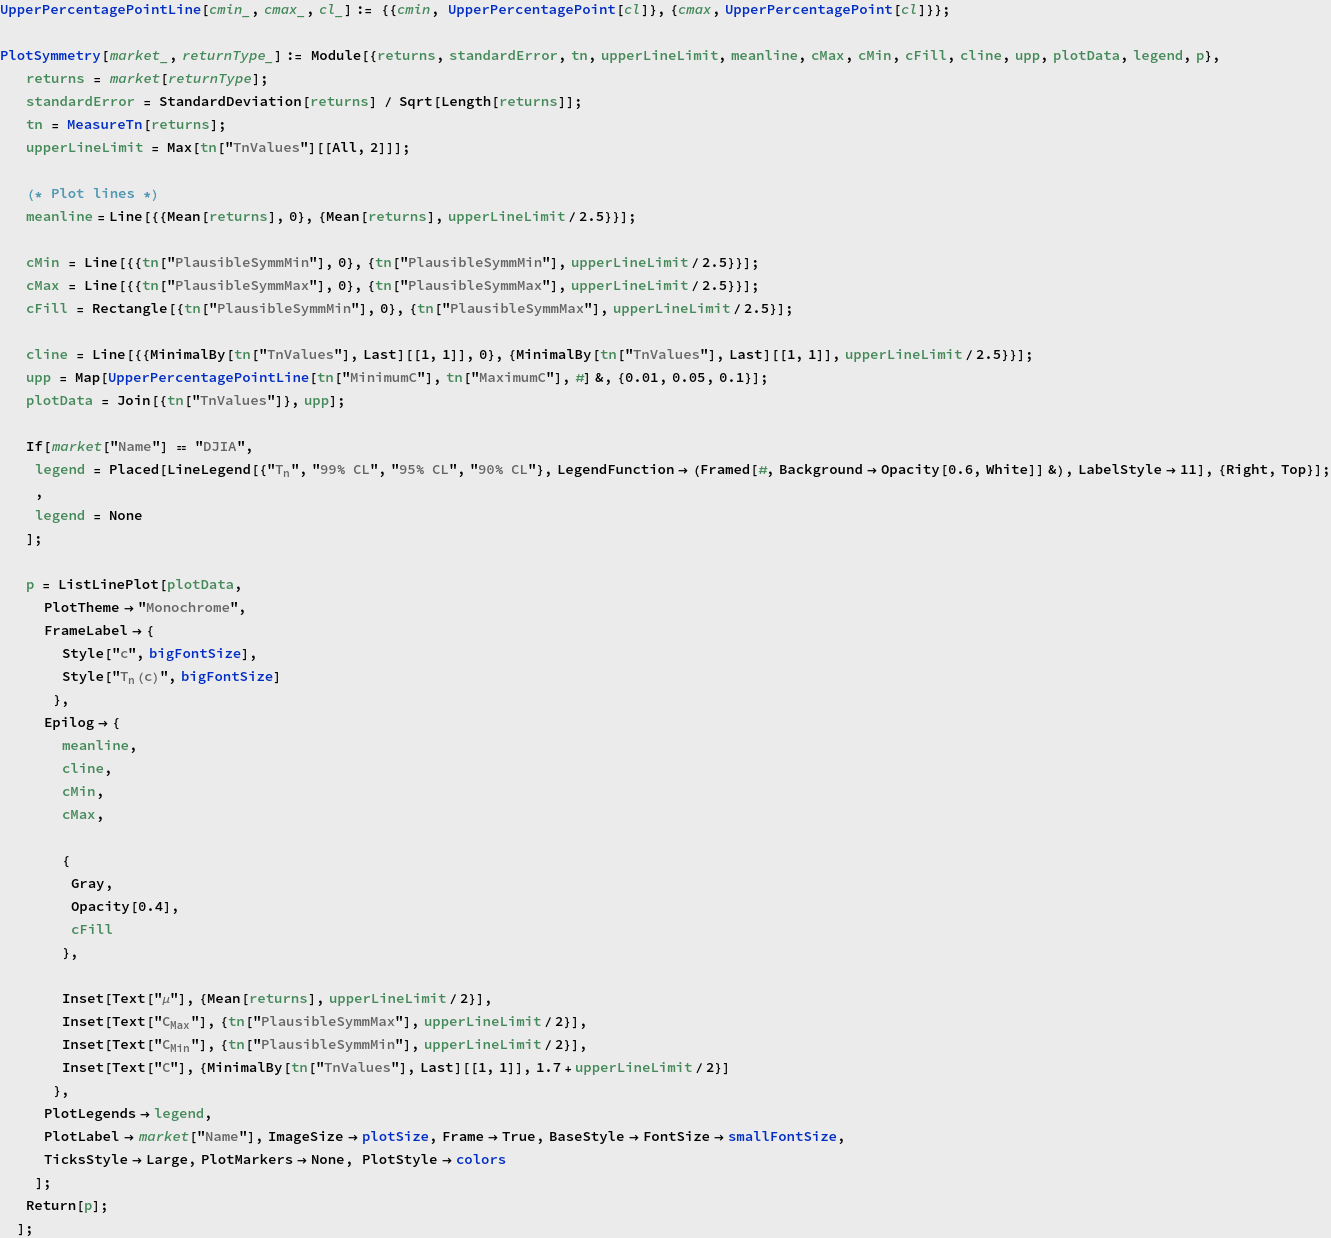 UpperPercentagePointLine[cmin_, cmax_, cl_] := {{cmin, UpperPercentagePoint[cl]}, {cmax, UpperPercentagePoint[cl]}};
PlotSymmetry[market_, returnType_] := Module[{returns, standardError, tn, upperLineLimit, meanline, cMax, cMin, cFill, cline, upp, plotData, legend, p},
returns = market[returnType];
standardError = StandardDeviation[returns] / Sqrt[Length[returns]];
tn = MeasureTn[returns];
upperLineLimit = Max[tn["TnValues"][[All, 2]]];
(* Plot lines *)
meanline = Line[{{Mean[returns], 0}, {Mean[returns], upperLineLimit / 2.5}}];
cMin = Line[{{tn["PlausibleSymmMin"], 0}, {tn["PlausibleSymmMin"], upperLineLimit / 2.5}}];
cMax = Line[{{tn["PlausibleSymmMax"], 0}, {tn["PlausibleSymmMax"], upperLineLimit / 2.5}}];
cFill = Rectangle[{tn["PlausibleSymmMin"], 0}, {tn["PlausibleSymmMax"], upperLineLimit / 2.5}];
cline = Line[{{MinimalBy[tn["TnValues"], Last][[1, 1]], 0}, {MinimalBy[tn["TnValues"], Last][[1, 1]], upperLineLimit / 2.5}}];
upp = Map[UpperPercentagePointLine[tn["MinimumC"], tn["MaximumC"], #] &, {0.01, 0.05, 0.1}];
plotData = Join[{tn["TnValues"]}, upp];
If[market["Name"] == "DJIA",
legend = Placed[LineLegend[{"Tn", "99% CL", "95% CL", "90% CL"}, LegendFunction → (Framed[#, Background → Opacity[0.6, White]] &), LabelStyle → 11], {Right, Top}];
,
legend = None
];
p = ListLinePlot[plotData,
PlotTheme → "Monochrome",
FrameLabel → {
Style["c", bigFontSize],
Style["Tn (c)", bigFontSize]
},
Epilog → {
meanline,
cline,
cMin,
cMax,
{
Gray,
Opacity[0.4],
cFill
},
Inset[Text["μ"], {Mean[returns], upperLineLimit / 2}],
Inset[Text["CMax"], {tn["PlausibleSymmMax"], upperLineLimit / 2}],
Inset[Text["CMin"], {tn["PlausibleSymmMin"], upperLineLimit / 2}],
Inset[Text["C"], {MinimalBy[tn["TnValues"], Last][[1, 1]], 1.7 + upperLineLimit / 2}]
},
PlotLegends → legend,
PlotLabel → market["Name"], ImageSize → plotSize, Frame → True, BaseStyle → FontSize → smallFontSize,
TicksStyle → Large, PlotMarkers → None, PlotStyle → colors
];
Return[p];
];